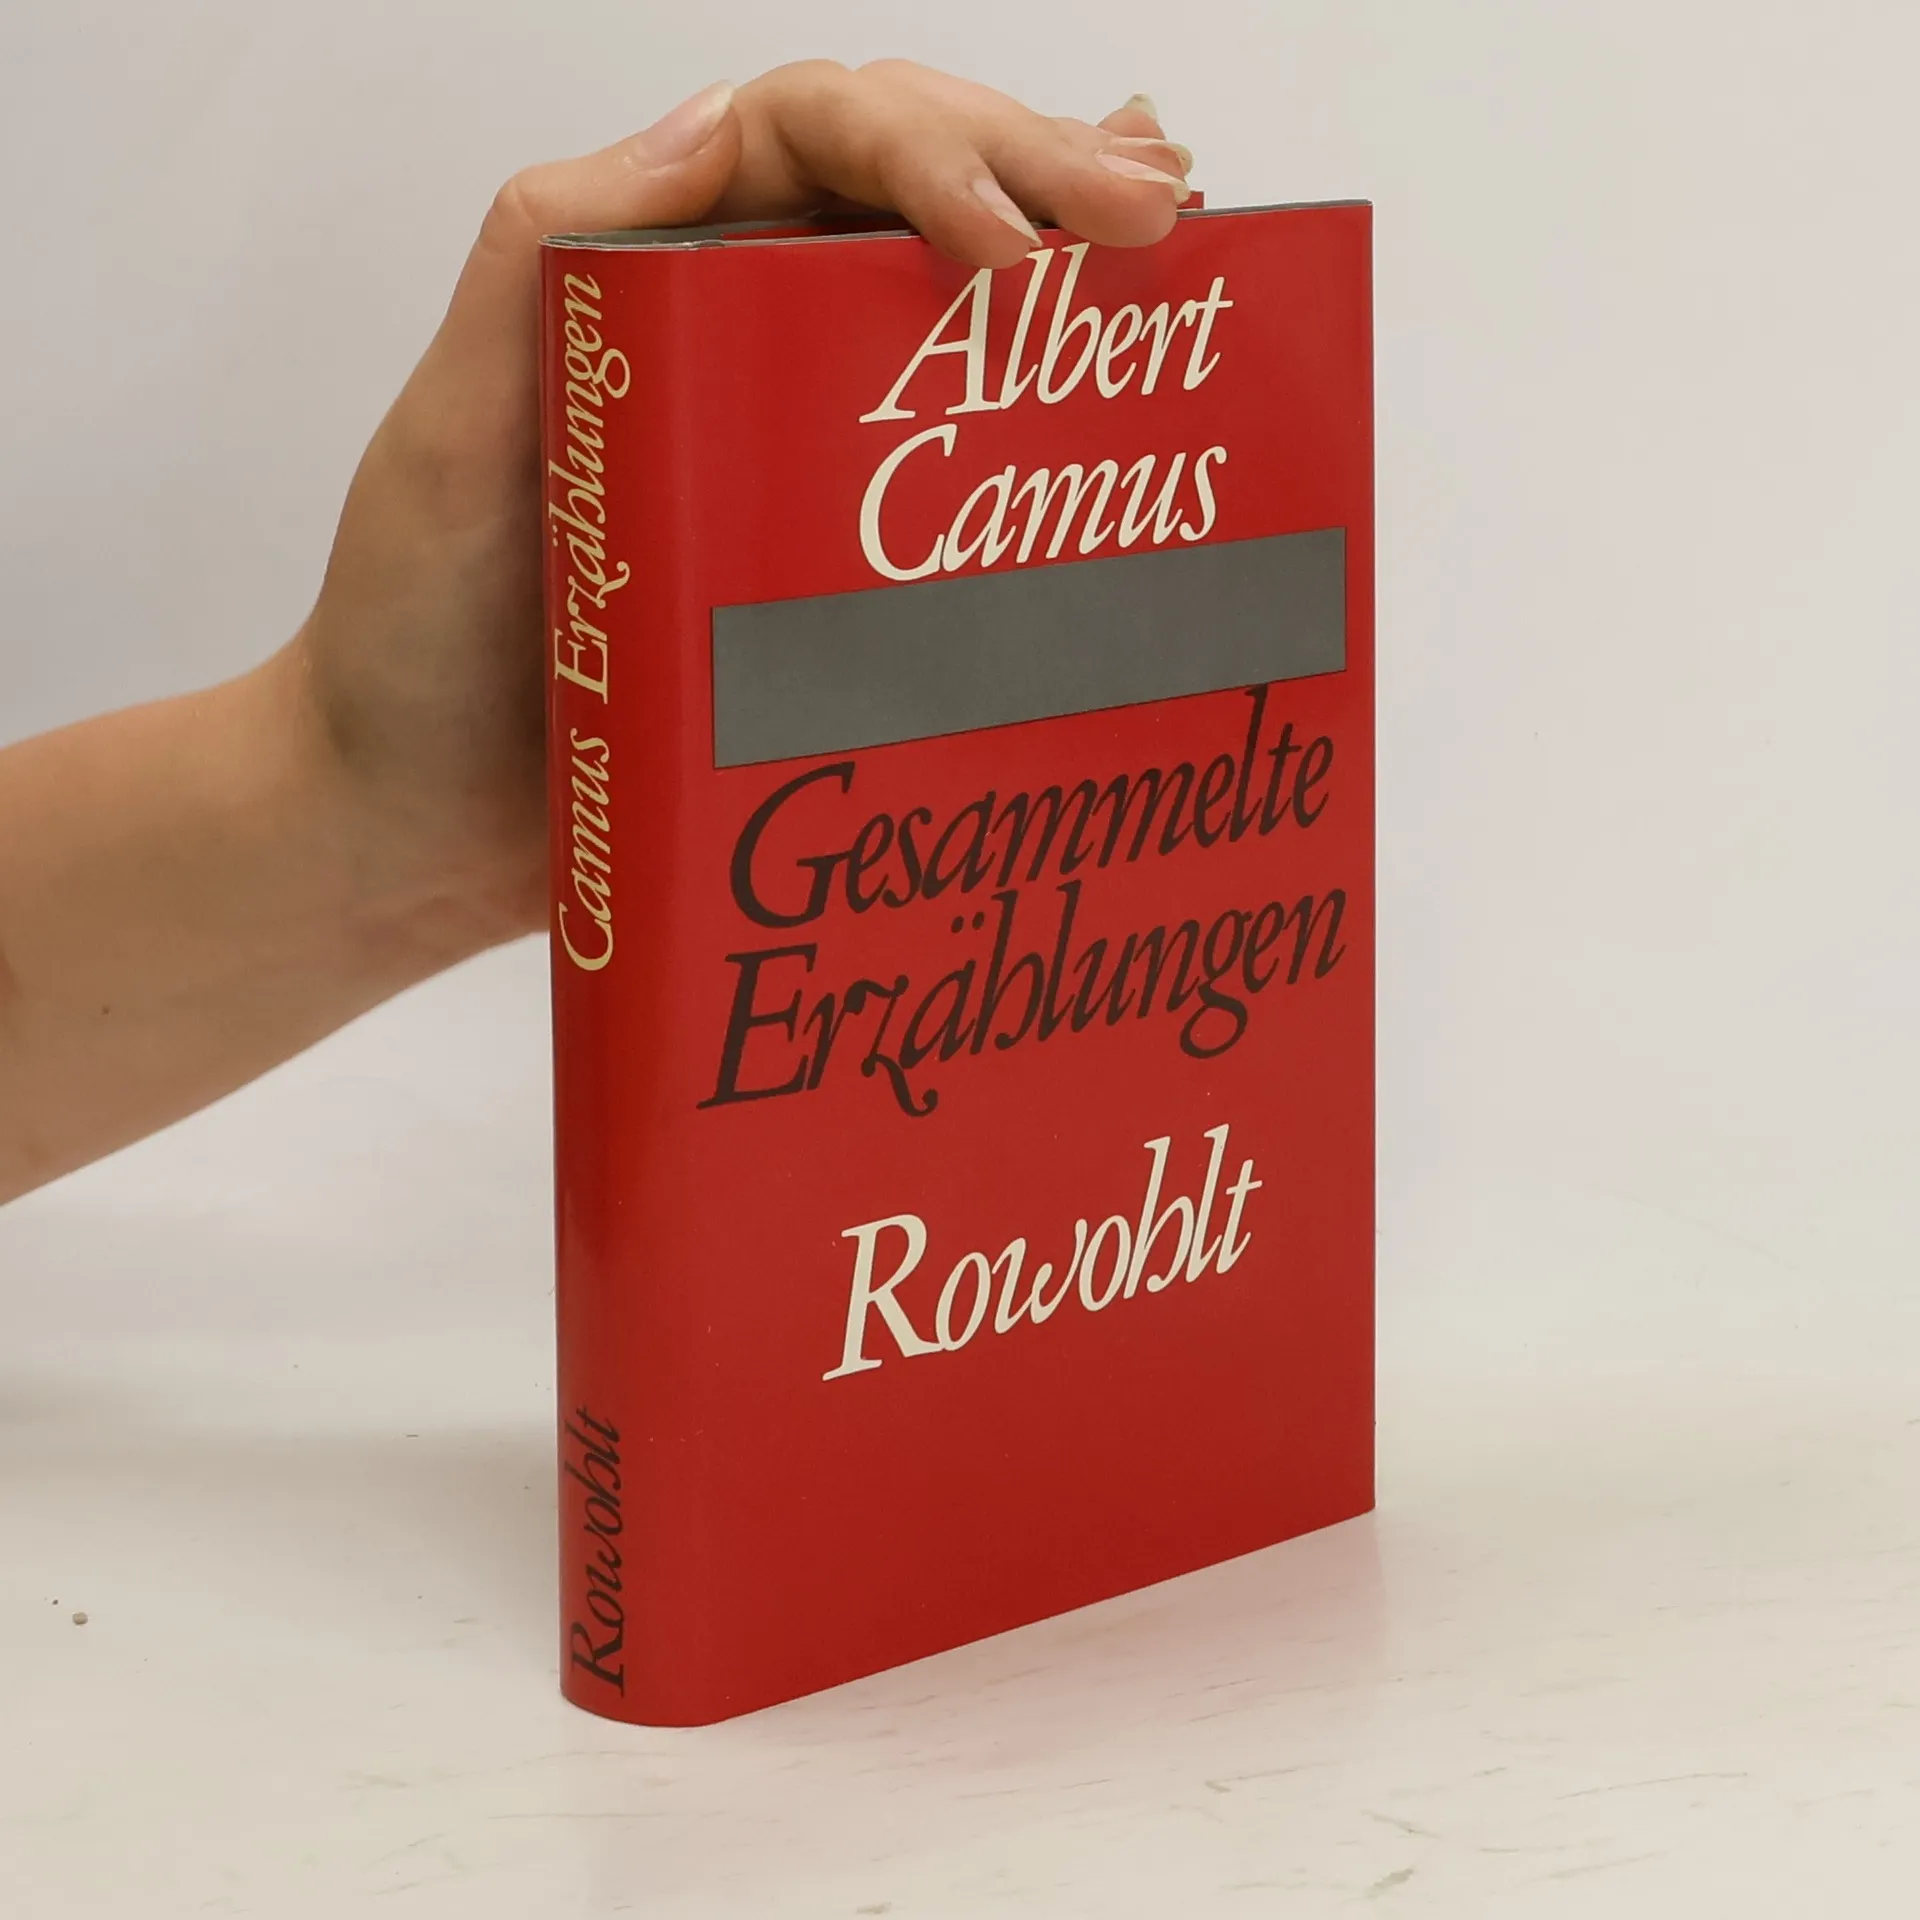 Albert
Camus
Gesammelte
Erzählungen
Rowohlt
Camus Erzählungen
Rowohlt